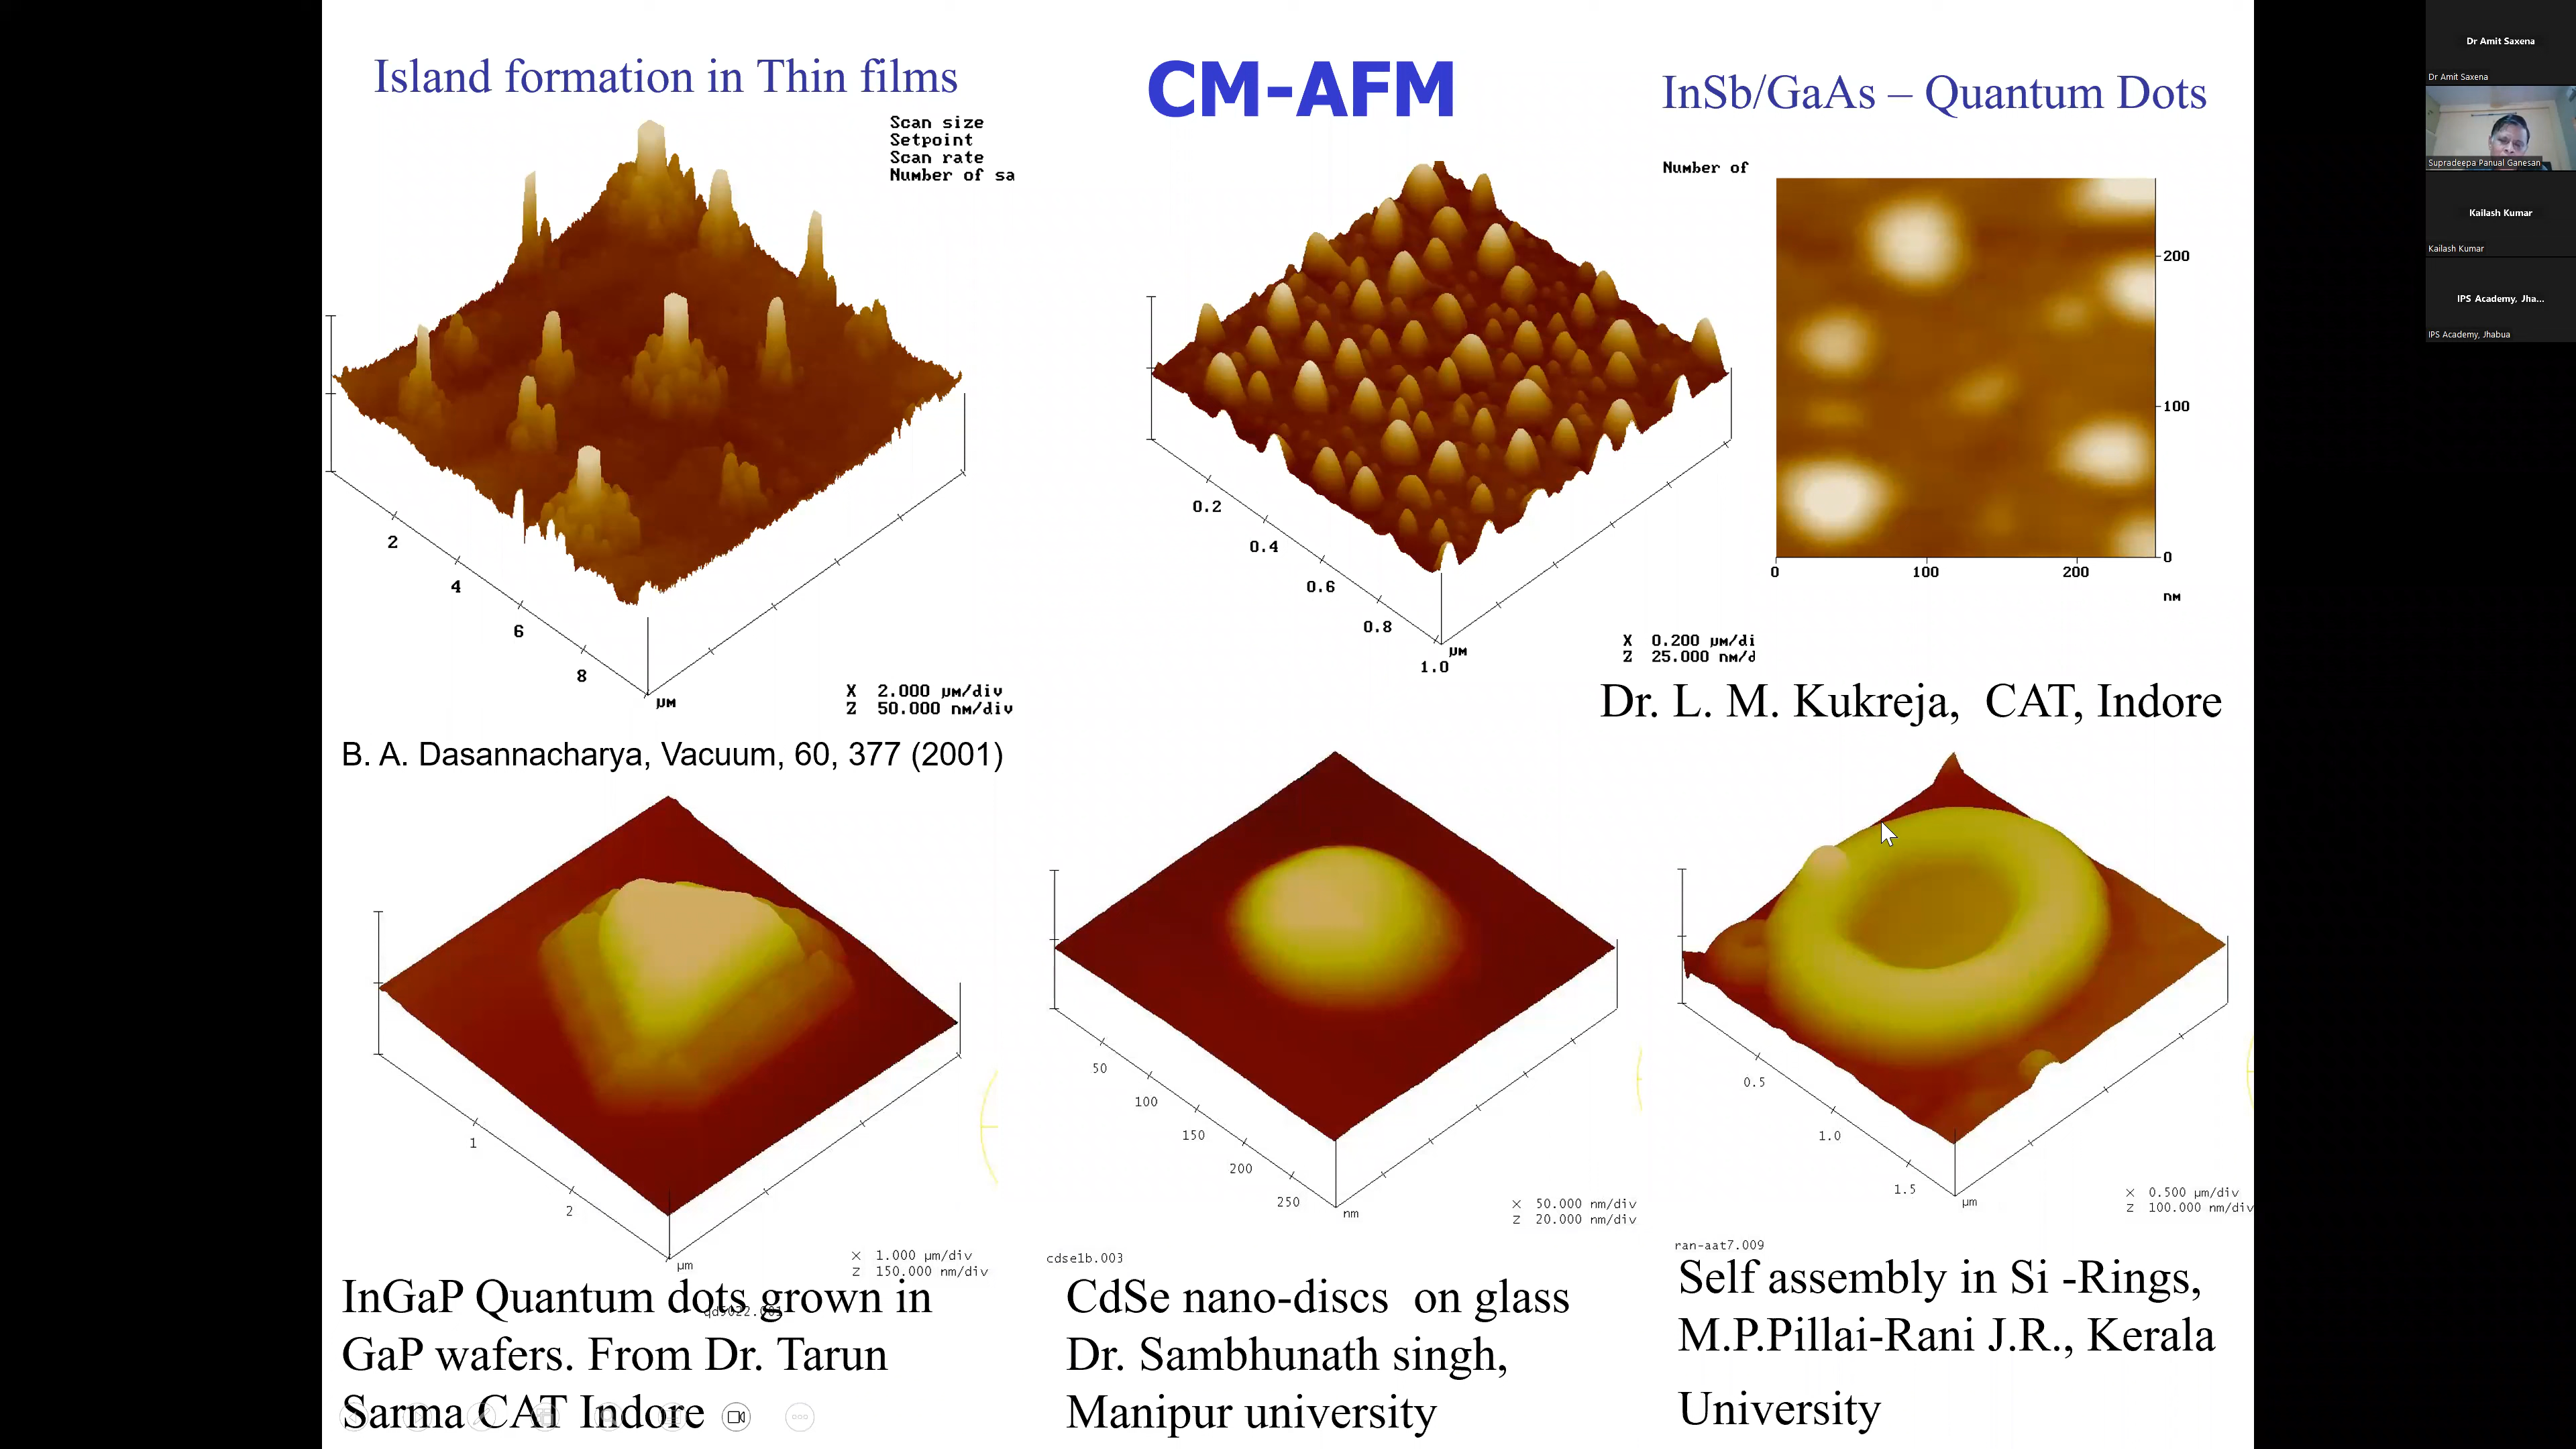 Island formation in Thin films
CM-AFM
InSb/GaAs – Quantum Dots
Scan size
Setpoint
Scan rate
Number of sa
2
4
6
8
µM
X 2.000 µM/div
Z 50.000 nM/div
B. A. Dasannacharya, Vacuum, 60, 377 (2001)
0.2
0.4
0.6
0.8
1.0
µM
X 0.200 µM/di
Z 25.000 nM/d
Number of
200
100
0
0
100
200
nM
Dr. L. M. Kukreja, CAT, Indore
1
2
µm
X 1.000 µm/div
Z 150.000 nm/div
InGaP Quantum dots grown in
GaP wafers. From Dr. Tarun
Sarma CAT Indore
50
100
150
200
250
nm
X 50.000 nm/div
Z 20.000 nm/div
cdse1b.003
CdSe nano-discs on glass
Dr. Sambhunath singh,
Manipur university
0.5
1.0
1.5
µm
X 0.500 µm/div
Z 100.000 nm/div
ran-aat7.009
Self assembly in Si -Rings,
M.P.Pillai-Rani J.R., Kerala
University
Dr Amit Saxena
Dr Amit Saxena
Supradeepa Panual Ganesan
Kailash Kumar
Kailash Kumar
IPS Academy, Jha...
IPS Academy, Jhabua